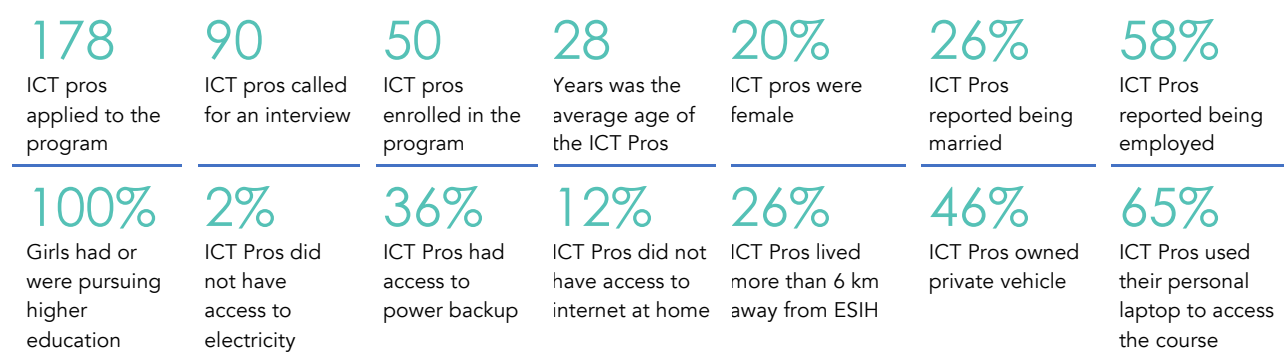 178
ICT pros
applied to the
program
90
ICT pros called
for an interview
50
ICT pros
enrolled in the
program
28
Years was the
average age of
the ICT Pros
20%
ICT pros were
female
26%
ICT Pros
reported being
married
58%
ICT Pros
reported being
employed
100%
Girls had or
were pursuing
higher
education
2%
ICT Pros did
not have
access to
electricity
36%
ICT Pros had
access to
power backup
12%
ICT Pros did not
have access to
internet at home
26%
ICT Pros lived
more than 6 km
away from ESIH
46%
ICT Pros owned
private vehicle
65%
ICT Pros used
their personal
laptop to access
the course